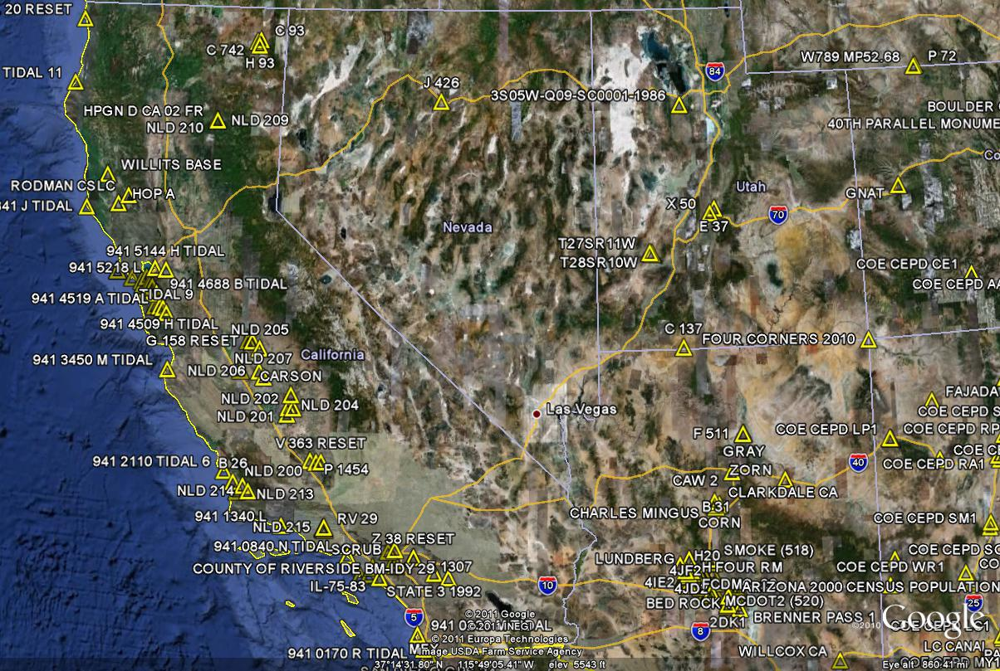 20 RESET
C 93
C 742
H 93
W789 MP52.68
P 72
TIDAL 11
J 426
84
3S05W-Q09-SC0001-1986
HPGN D CA 02 FR
NLD 210
NLD 209
BOULDER
40TH PARALLEL MONUME
WILLITS BASE
Co
RODMAN CSLC
HOP A
341 J TIDAL
Utah
GNAT
X 50
E 37
70
Nevada
T27SR11W
T28SR10W
941 5144 H TIDAL
941 5218 L
941 4688 B TIDAL
COE CEPD CE1
COE CEPD AA
941 4519 A TIDAL
TIDAL 9
941 4509 H TIDAL
NLD 205
G 158 RESET
C 137
FOUR CORNERS 2010
941 3450 M TIDAL
NLD 207
California
NLD 206
CARSON
NLD 202
NLD 204
NLD 201
Las Vegas
FAJADA
COE CEPD S
F 511
COE CEPD LP1
COE CEPD RP
V 363 RESET
GRAY
COE CE
941 2110 TIDAL 6
B 26
NLD 200
P 1454
ZORN
40
COE CEPD RA1
CAW 2
NLD 214
NLD 213
CLARKDALE CA
CHARLES MINGUS
B 31
CORN
941 1340 L
NLD 215
RV 29
COE CEPD SM1
Z 38 RESET
941 0840 N TIDAL
SCRUB
LUNDBERG
H20
SMOKE (518)
COE CEPD SC
COUNTY OF RIVERSIDE BM-IDY 29
1307
4JF2H
FOUR RM
COE CEPD WR1
CO
IL-75-83
STATE 3 1992
10
4IE2
4JDZ
ARIZONA 2000 CENSUS POPULATION
BED ROCK
MCDOT2 (520)
25
5
2DK1
BRENNER PASS 1
8
© 2011 Google
© 2011 INEGI
© 2011 Europa Technologies
Image USDA Farm Service Agency
©2010
Google
941 0170 R TIDAL
WILLCOX CA
LC CANAL
37°14'31.80" N 115°49'05.41" W elev 5543 ft
Eye alt 860.41 mi